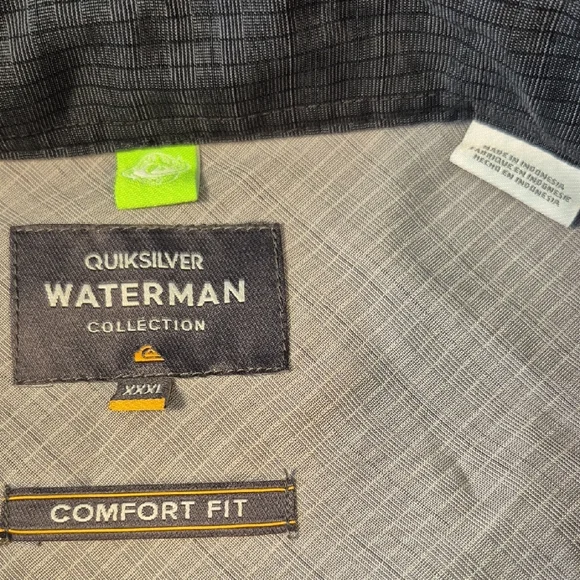 MADE IN INDONESIA
FABRIQUE EN INDONESIE
HECHO EN INDONESIA
QUIKSILVER
WATERMAN
COLLECTION
XXXL
COMFORT FIT